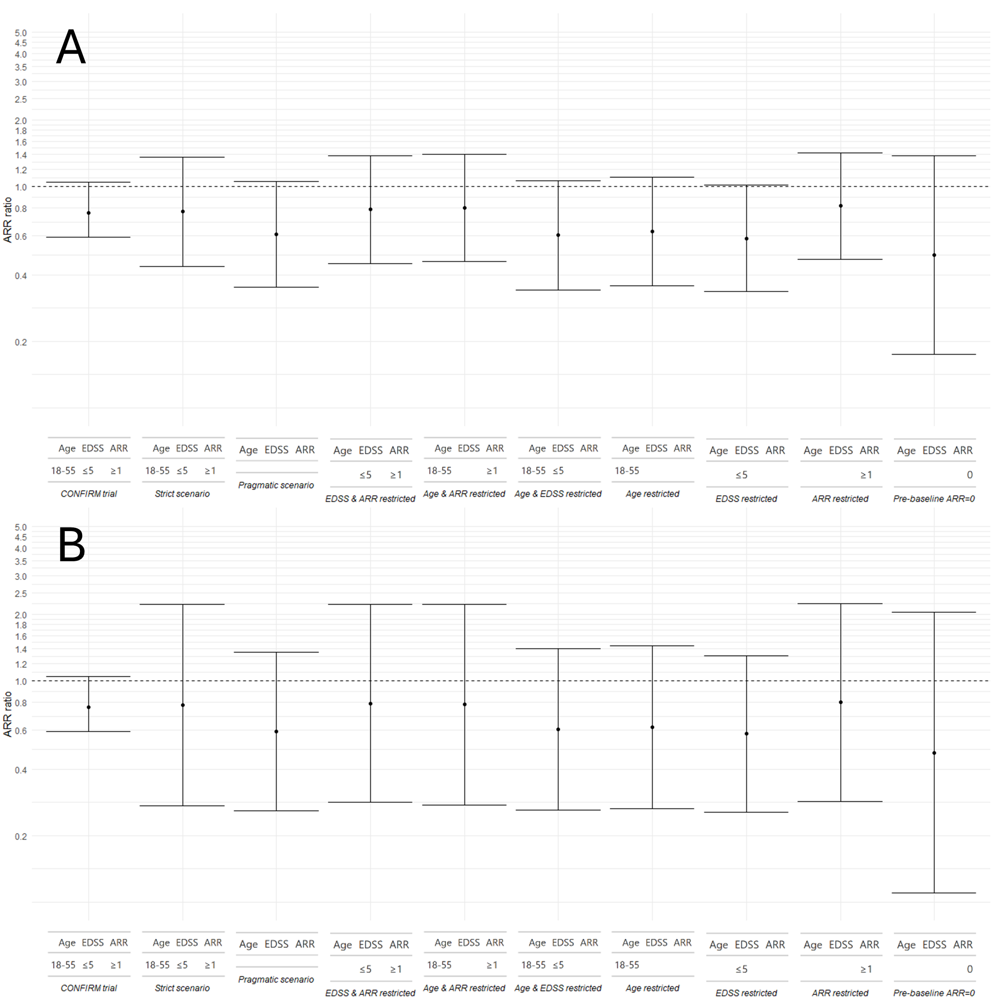 A
5.0
4.5
4.0
3.5
3.0
2.5
2.0
1.8
1.6
1.4
1.2
1.0
0.8
0.6
0.4
0.2
ARR ratio
Age EDSS ARR
18-55 ≤5 ≥1
CONFIRM trial
Age EDSS ARR
18-55 ≤5 ≥1
Strict scenario
Age EDSS ARR
Pragmatic scenario
Age EDSS ARR
≤5 ≥1
EDSS & ARR restricted
Age EDSS ARR
18-55 ≥1
Age & ARR restricted
Age EDSS ARR
18-55 ≤5
Age & EDSS restricted
Age EDSS ARR
18-55
Age restricted
Age EDSS ARR
≤5
EDSS restricted
Age EDSS ARR
≥1
ARR restricted
Age EDSS ARR
0
Pre-baseline ARR=0
B
5.0
4.5
4.0
3.5
3.0
2.5
2.0
1.8
1.6
1.4
1.2
1.0
0.8
0.6
0.4
0.2
ARR ratio
Age EDSS ARR
18-55 ≤5 ≥1
CONFIRM trial
Age EDSS ARR
18-55 ≤5 ≥1
Strict scenario
Age EDSS ARR
Pragmatic scenario
Age EDSS ARR
≤5 ≥1
EDSS & ARR restricted
Age EDSS ARR
18-55 ≥1
Age & ARR restricted
Age EDSS ARR
18-55 ≤5
Age & EDSS restricted
Age EDSS ARR
18-55
Age restricted
Age EDSS ARR
≤5
EDSS restricted
Age EDSS ARR
≥1
ARR restricted
Age EDSS ARR
0
Pre-baseline ARR=0